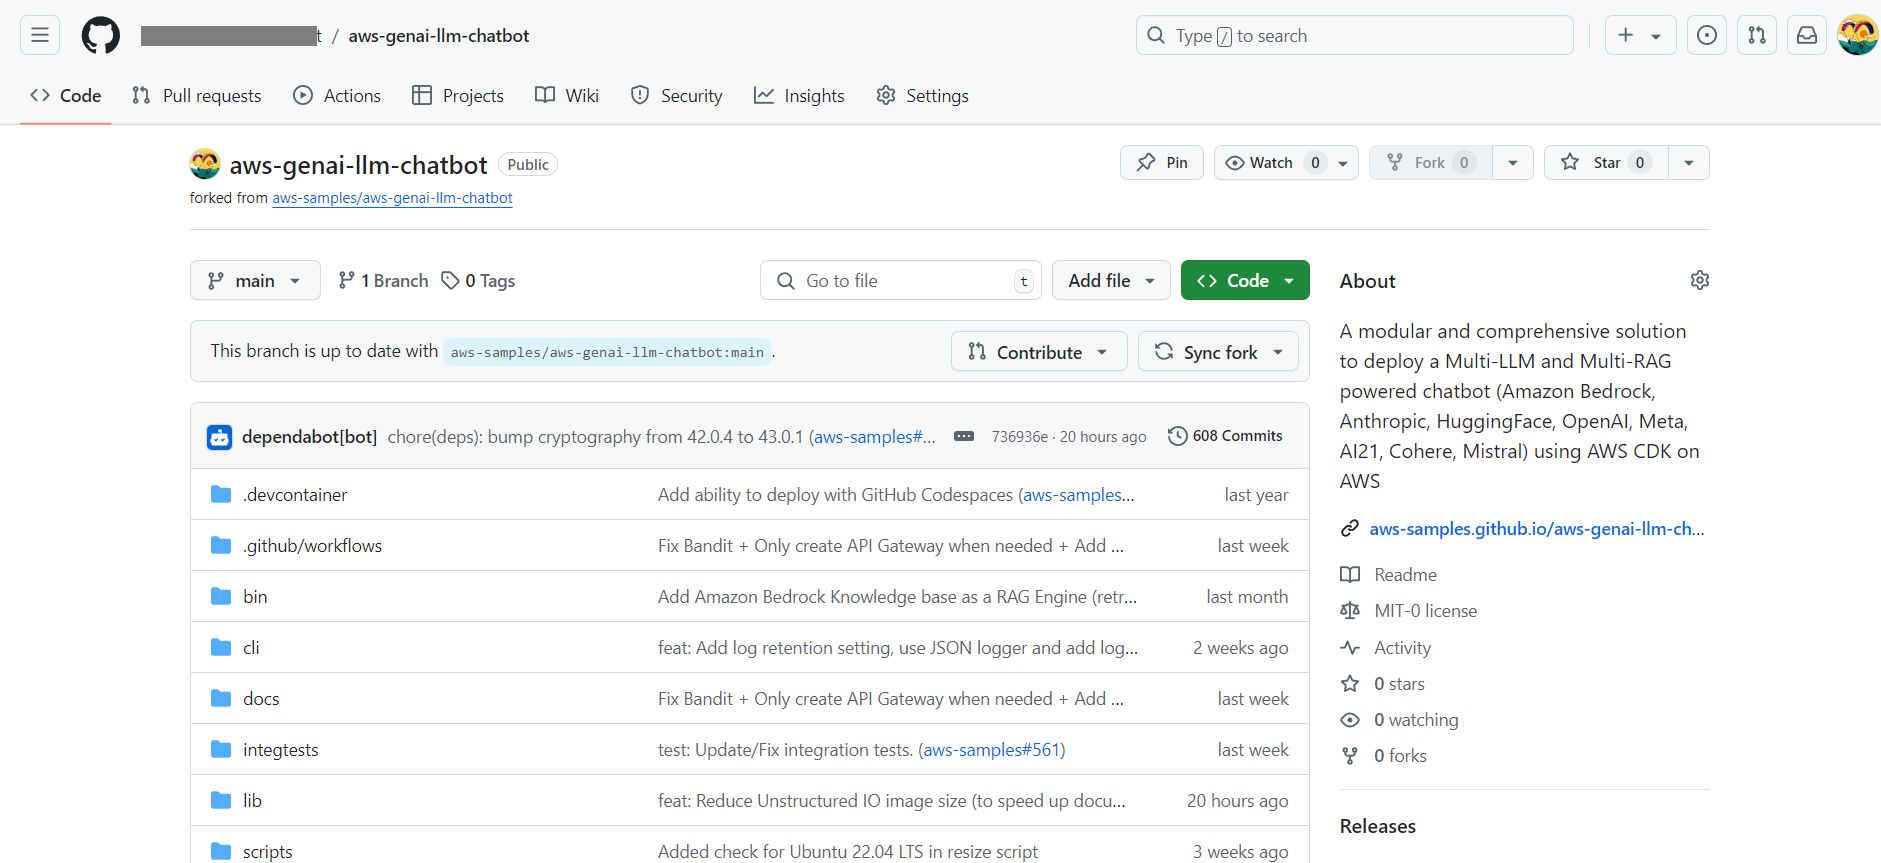 t / aws-genai-llm-chatbot
Type / to search
Code Pull requests Actions Projects Wiki Security Insights Settings
aws-genai-llm-chatbot Public
Pin Watch 0 Fork 0 Star 0
forked from aws-samples/aws-genai-llm-chatbot
main 1 Branch 0 Tags
Go to file t
Add file
Code
This branch is up to date with aws-samples/aws-genai-llm-chatbot:main .
Contribute Sync fork
dependabot[bot] chore(deps): bump cryptography from 42.0.4 to 43.0.1 (aws-samples#... 736936e · 20 hours ago 608 Commits
.devcontainer Add ability to deploy with GitHub Codespaces (aws-samples... last year
.github/workflows Fix Bandit + Only create API Gateway when needed + Add ... last week
bin Add Amazon Bedrock Knowledge base as a RAG Engine (retr... last month
cli feat: Add log retention setting, use JSON logger and add log... 2 weeks ago
docs Fix Bandit + Only create API Gateway when needed + Add ... last week
integtests test: Update/Fix integration tests. (aws-samples#561) last week
lib feat: Reduce Unstructured IO image size (to speed up docu... 20 hours ago
scripts Added check for Ubuntu 22.04 LTS in resize script 3 weeks ago
About
A modular and comprehensive solution
to deploy a Multi-LLM and Multi-RAG
powered chatbot (Amazon Bedrock,
Anthropic, HuggingFace, OpenAI, Meta,
AI21, Cohere, Mistral) using AWS CDK on
AWS
aws-samples.github.io/aws-genai-llm-ch...
Readme
MIT-0 license
Activity
0 stars
0 watching
0 forks
Releases